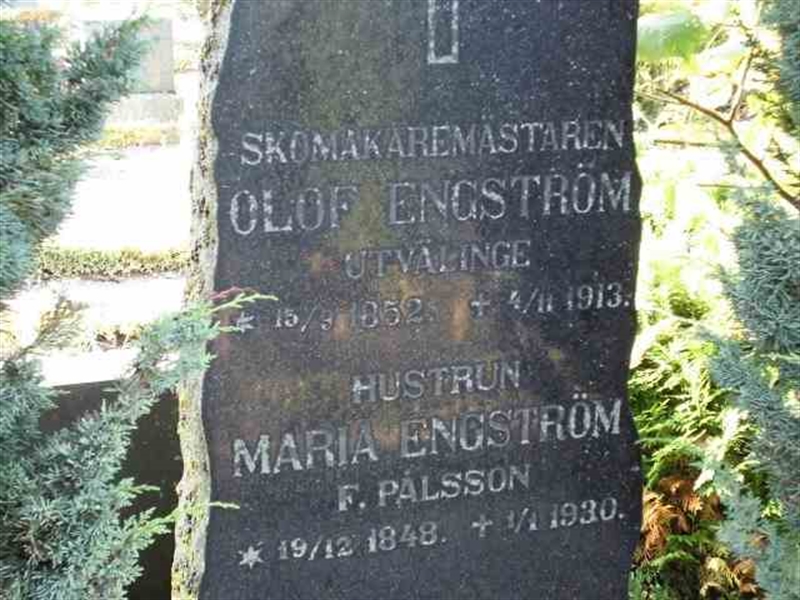 SKOMAKAREMÄSTAREN
OLOF ENGSTRÖM
UTVÄLINGE
* 15/9 1852. + 4/11 1913.
HUSTRUN
MARIA ENGSTRÖM
F. PÅLSSON
* 19/12 1848. + 1/1 1930.